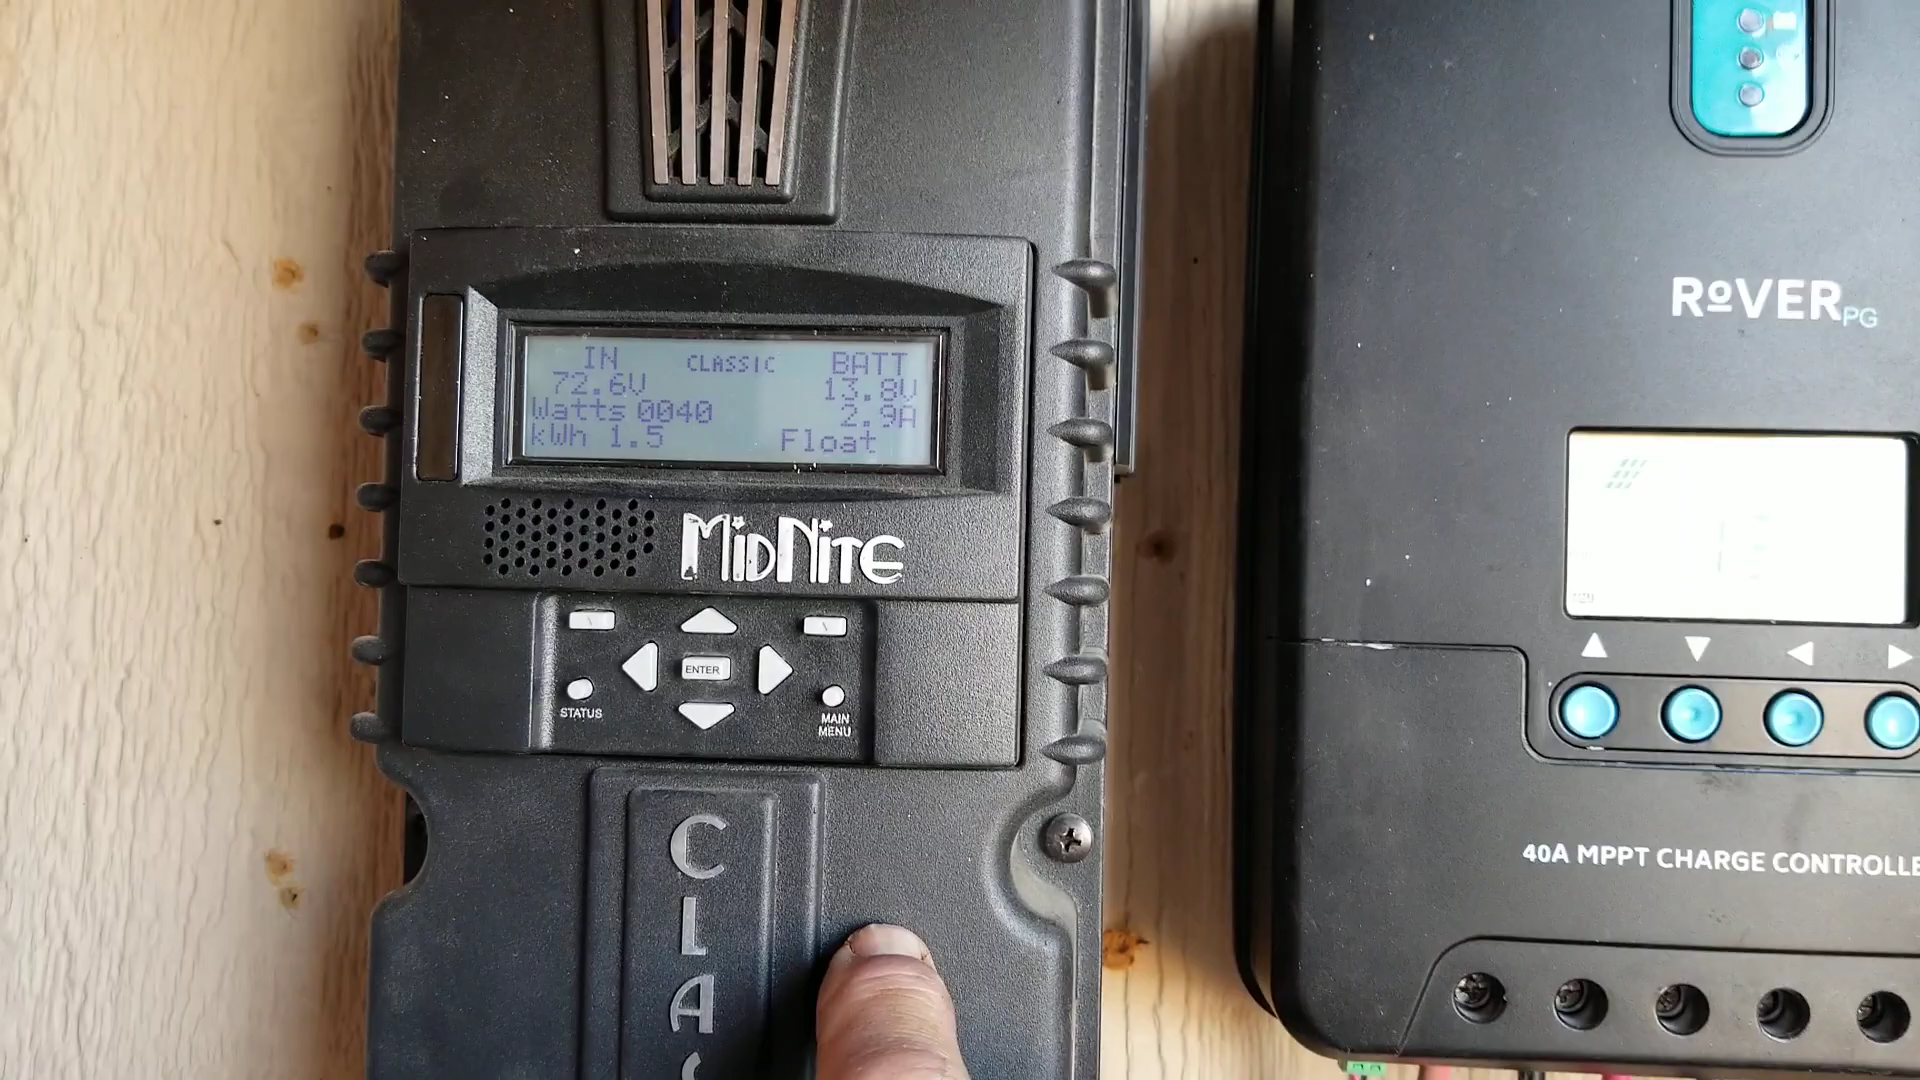 IN CLASSIC BATT
72.6V 13.8V
Watts 0040 2.9A
kWh 1.5 Float
MIDNITE
ENTER
STATUS
MAIN
MENU
CLA
ROVER PG
40A MPPT CHARGE CONTROLLE